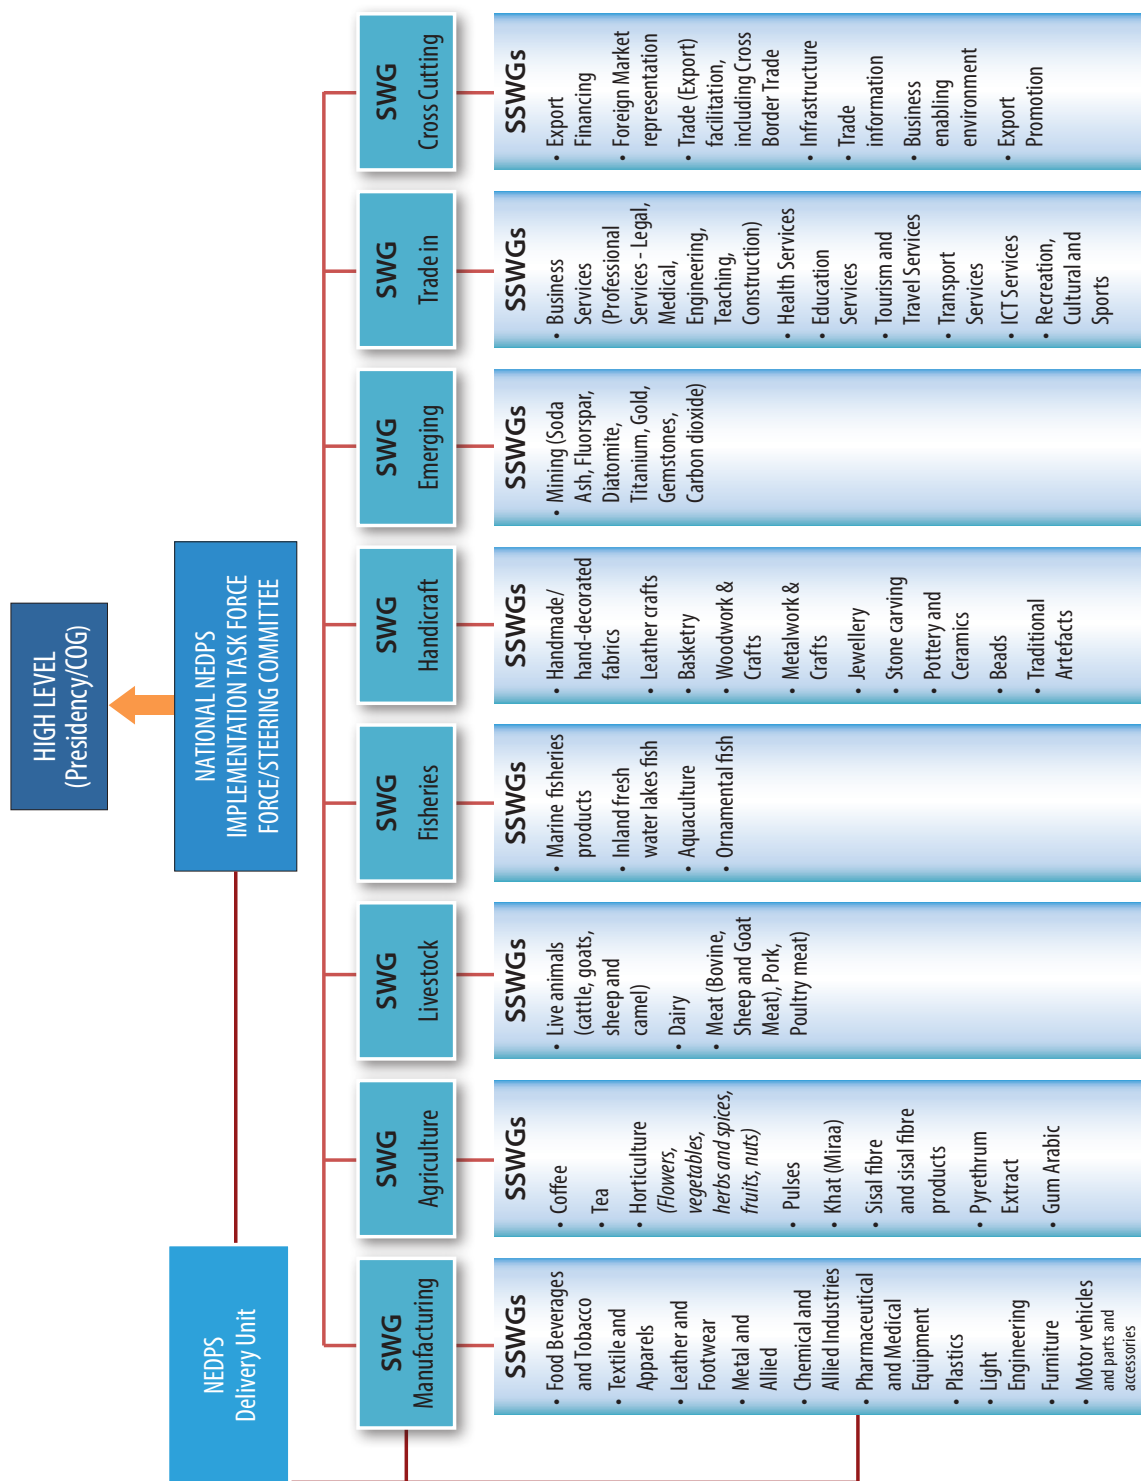 HIGH LEVEL
(Presidency/COG)
NATIONAL NEDPS
IMPLEMENTATION TASK FORCE
FORCE/STEERING COMMITTEE
NEDPS
Delivery Unit
SWG
Manufacturing
SSWGs
• Food Beverages
and Tobacco
• Textile and
Apparels
• Leather and
Footwear
• Metal and
Allied
• Chemical and
Allied Industries
• Pharmaceutical
and Medical
Equipment
• Plastics
• Light
Engineering
• Furniture
• Motor vehicles
and parts and
accessories
SWG
Agriculture
SSWGs
• Coffee
• Tea
• Horticulture
(Flowers,
vegetables,
herbs and spices,
fruits, nuts)
• Pulses
• Khat (Miraa)
• Sisal fibre
and sisal fibre
products
• Pyrethrum
Extract
• Gum Arabic
SWG
Livestock
SSWGs
• Live animals
(cattle, goats,
sheep and
camel)
• Dairy
• Meat (Bovine,
Sheep and Goat
Meat), Pork,
Poultry meat)
SWG
Fisheries
SSWGs
• Marine fisheries
products
• Inland fresh
water lakes fish
• Aquaculture
• Ornamental fish
SWG
Handicraft
SSWGs
• Handmade/
hand-decorated
fabrics
• Leather crafts
• Basketry
• Woodwork &
Crafts
• Metalwork &
Crafts
• Jewellery
• Stone carving
• Pottery and
Ceramics
• Beads
• Traditional
Artefacts
SWG
Emerging
SSWGs
• Mining (Soda
Ash, Fluorspar,
Diatomite,
Titanium, Gold,
Gemstones,
Carbon dioxide)
SWG
Trade in
SSWGs
• Business
Services
(Professional
Services - Legal,
Medical,
Engineering,
Teaching,
Construction)
• Health Services
• Education
Services
• Tourism and
Travel Services
• Transport
Services
• ICT Services
• Recreation,
Cultural and
Sports
SWG
Cross Cutting
SSWGs
• Export
Financing
• Foreign Market
representation
• Trade (Export)
facilitation,
including Cross
Border Trade
• Infrastructure
• Trade
information
• Business
enabling
environment
• Export
Promotion